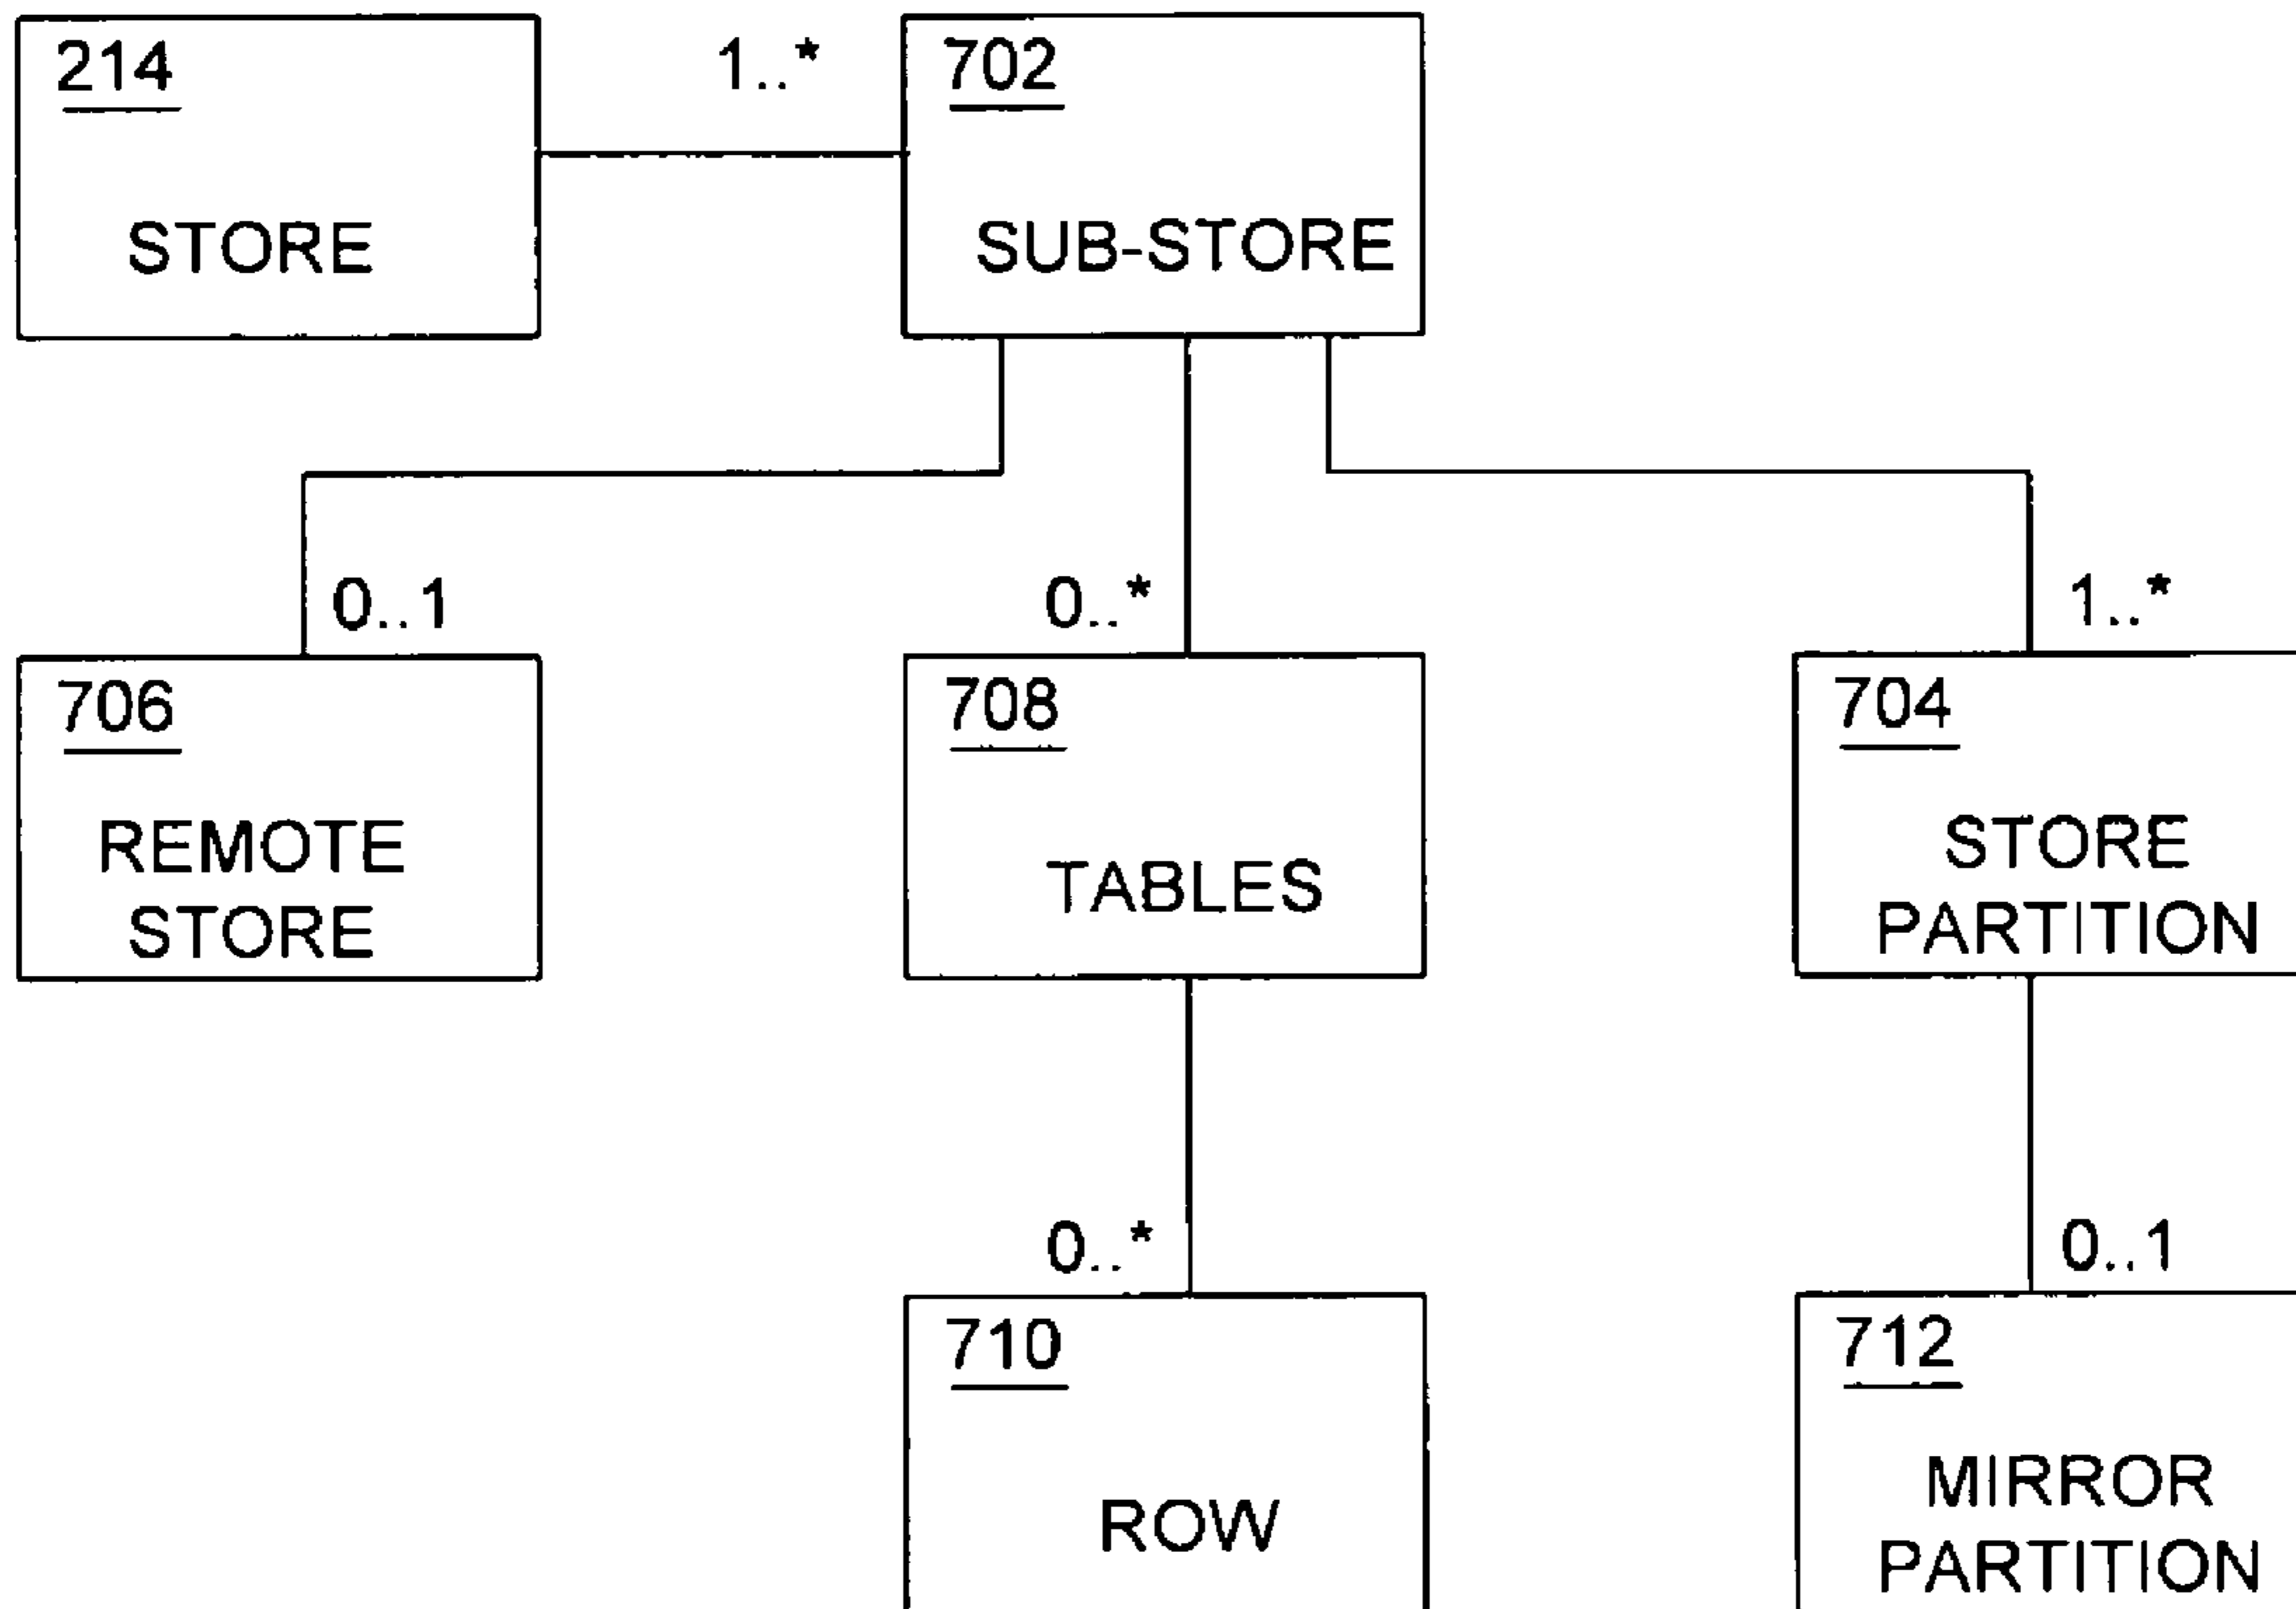 214
STORE
1..*
702
SUB-STORE
0..1
0..*
1..*
706
REMOTE
STORE
708
TABLES
704
STORE
PARTITION
0..*
0..1
710
ROW
712
MIRROR
PARTITION